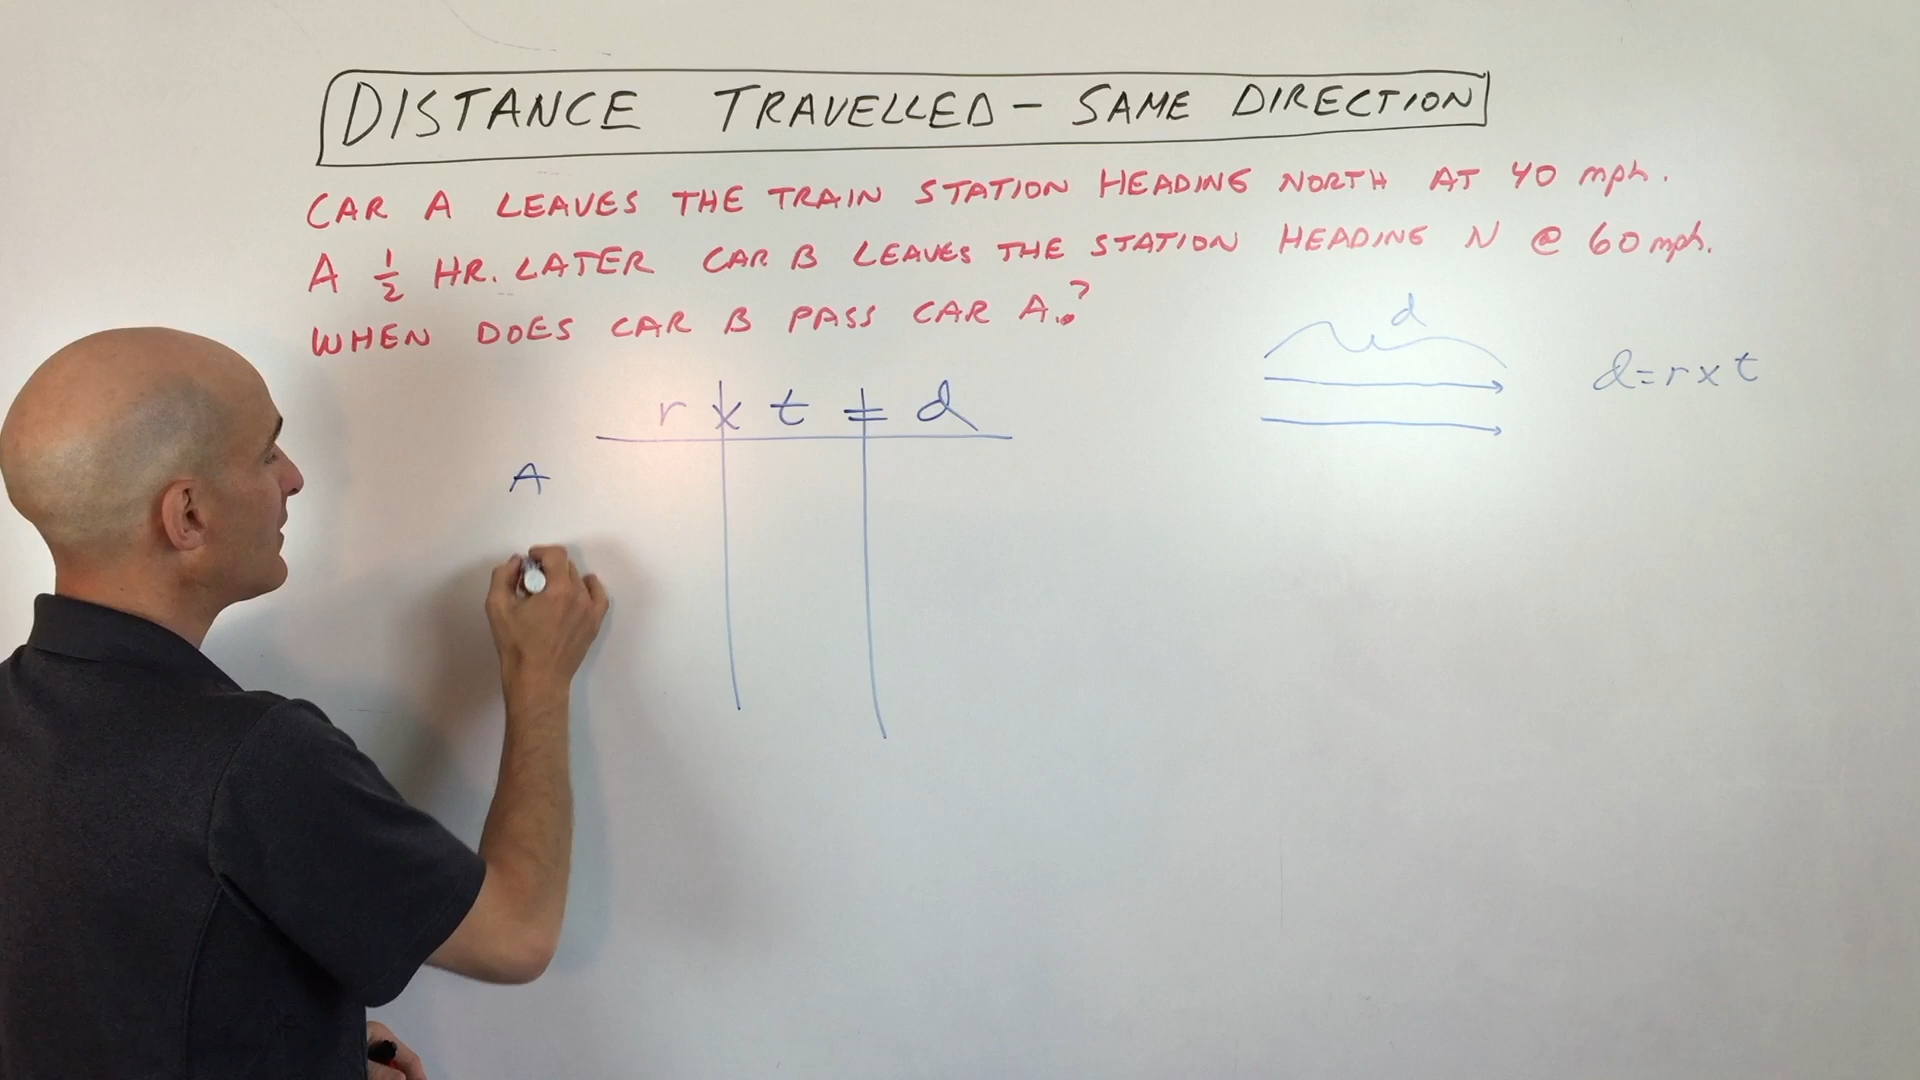 DISTANCE TRAVELLED - SAME DIRECTION
CAR A LEAVES THE TRAIN STATION HEADING NORTH AT 40 mph.
A 1/2 HR. LATER CAR B LEAVES THE STATION HEADING N @ 60 mph.
WHEN DOES CAR B PASS CAR A?
d
d = r x t
r x t = d
A